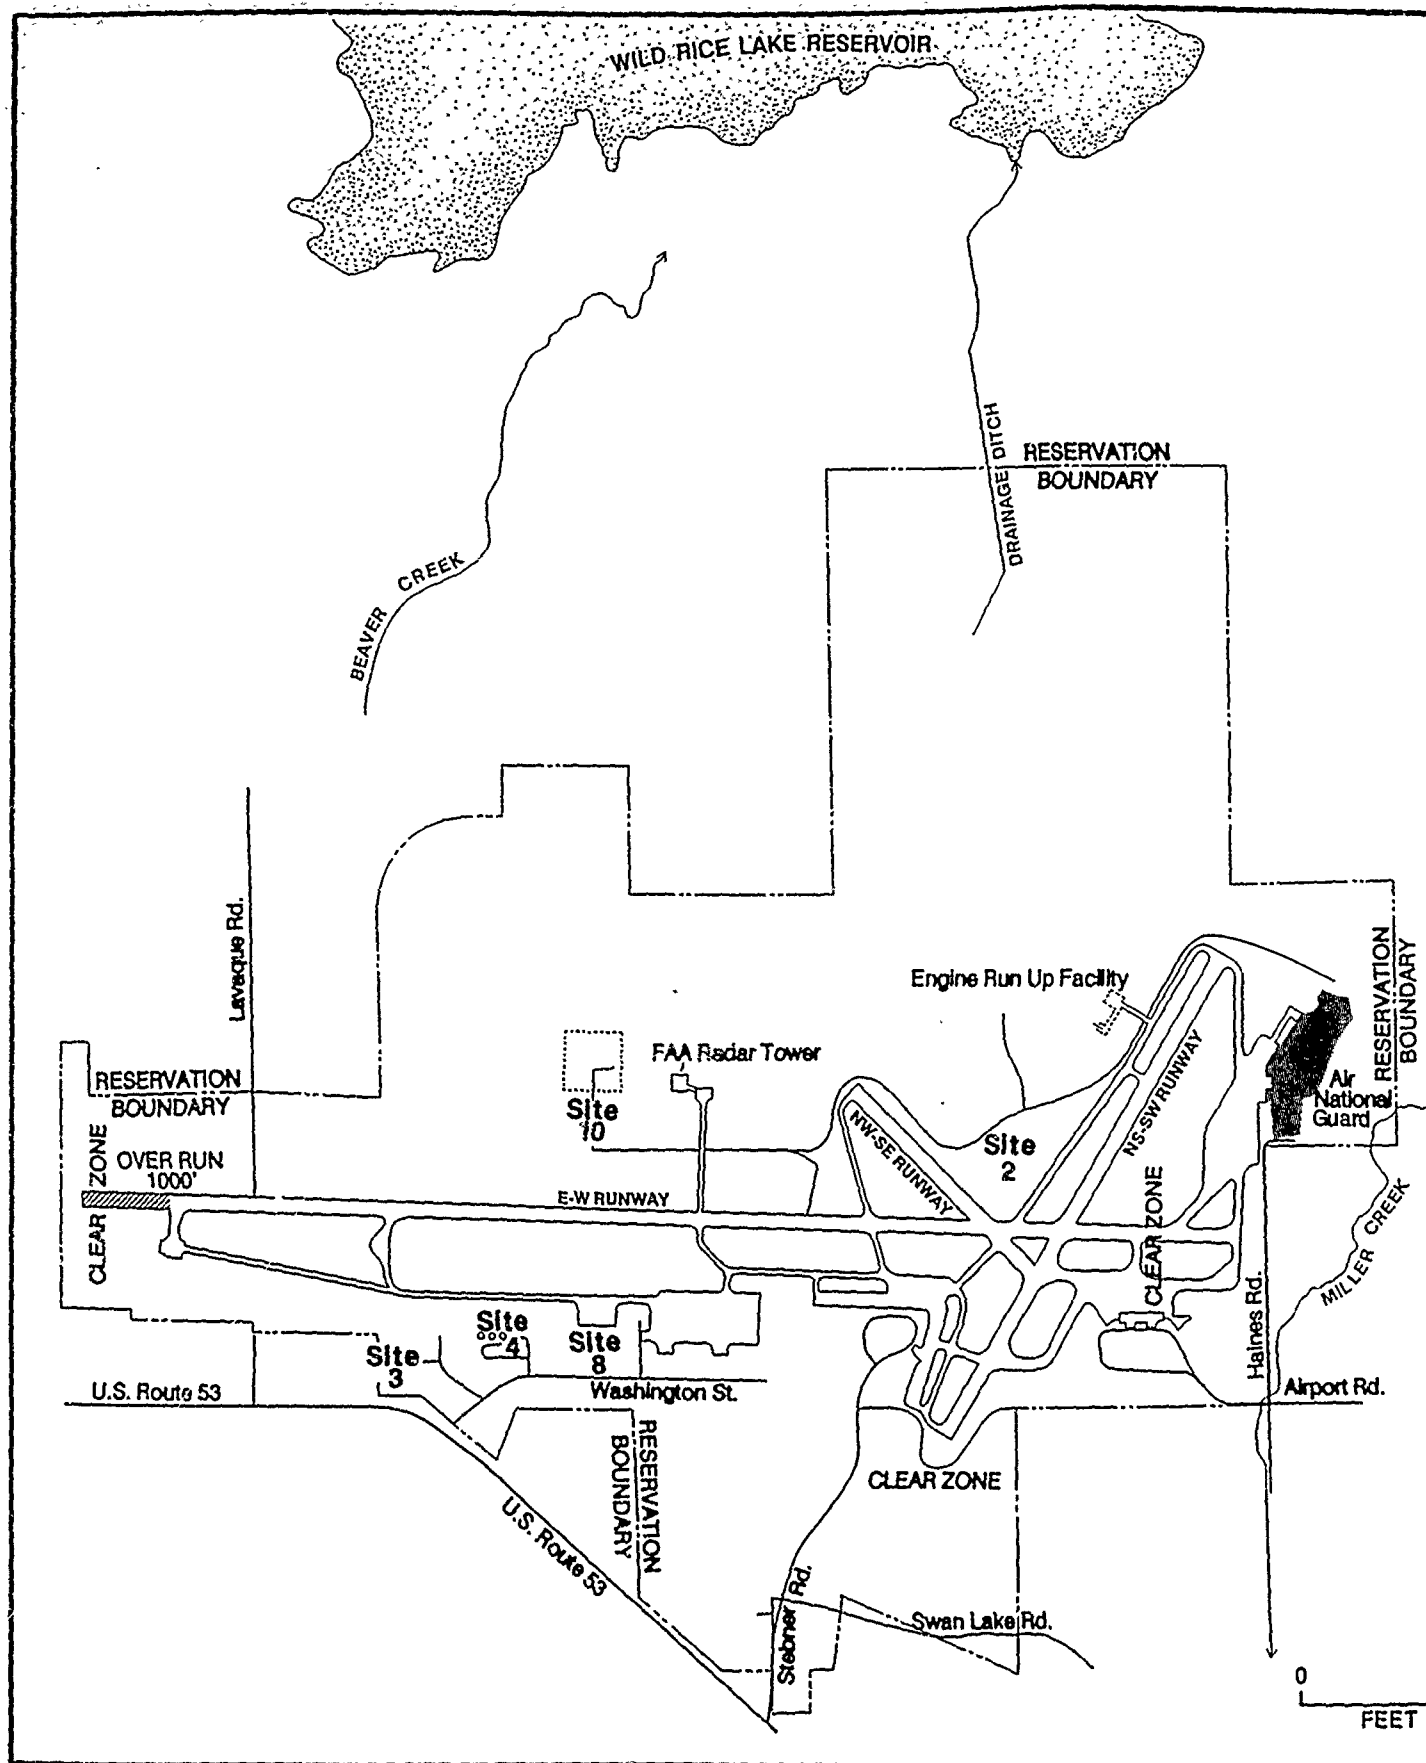 WILD RICE LAKE RESERVOIR
DRAINAGE DITCH
RESERVATION
BOUNDARY
BEAVER CREEK
Lavaque Rd.
RESERVATION
BOUNDARY
Engine Run Up Facility
FAA Radar Tower
RESERVATION
BOUNDARY
Air
National
Guard
Site
10
NW-SE RUNWAY
Site
2
NS-SW RUNWAY
CLEAR ZONE
OVER RUN
1000'
E-W RUNWAY
CLEAR ZONE
MILLER CREEK
Haines Rd.
Site
4
Site
3
Site
8
U.S. Route 53
Washington St.
Airport Rd.
RESERVATION
BOUNDARY
CLEAR ZONE
U.S. Route 53
Stebner Rd.
Swan Lake Rd.
0
FEET